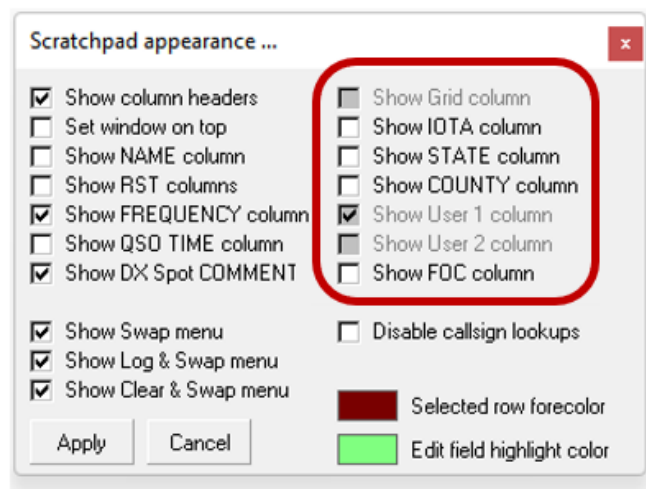 Scratchpad appearance ...
x
Show column headers
Set window on top
Show NAME column
Show RST columns
Show FREQUENCY column
Show QSO TIME column
Show DX Spot COMMENT
Show Swap menu
Show Log & Swap menu
Show Clear & Swap menu
Apply
Cancel
Show Grid column
Show IOTA column
Show STATE column
Show COUNTY column
Show User 1 column
Show User 2 column
Show FOC column
Disable callsign lookups
Selected row forecolor
Edit field highlight color